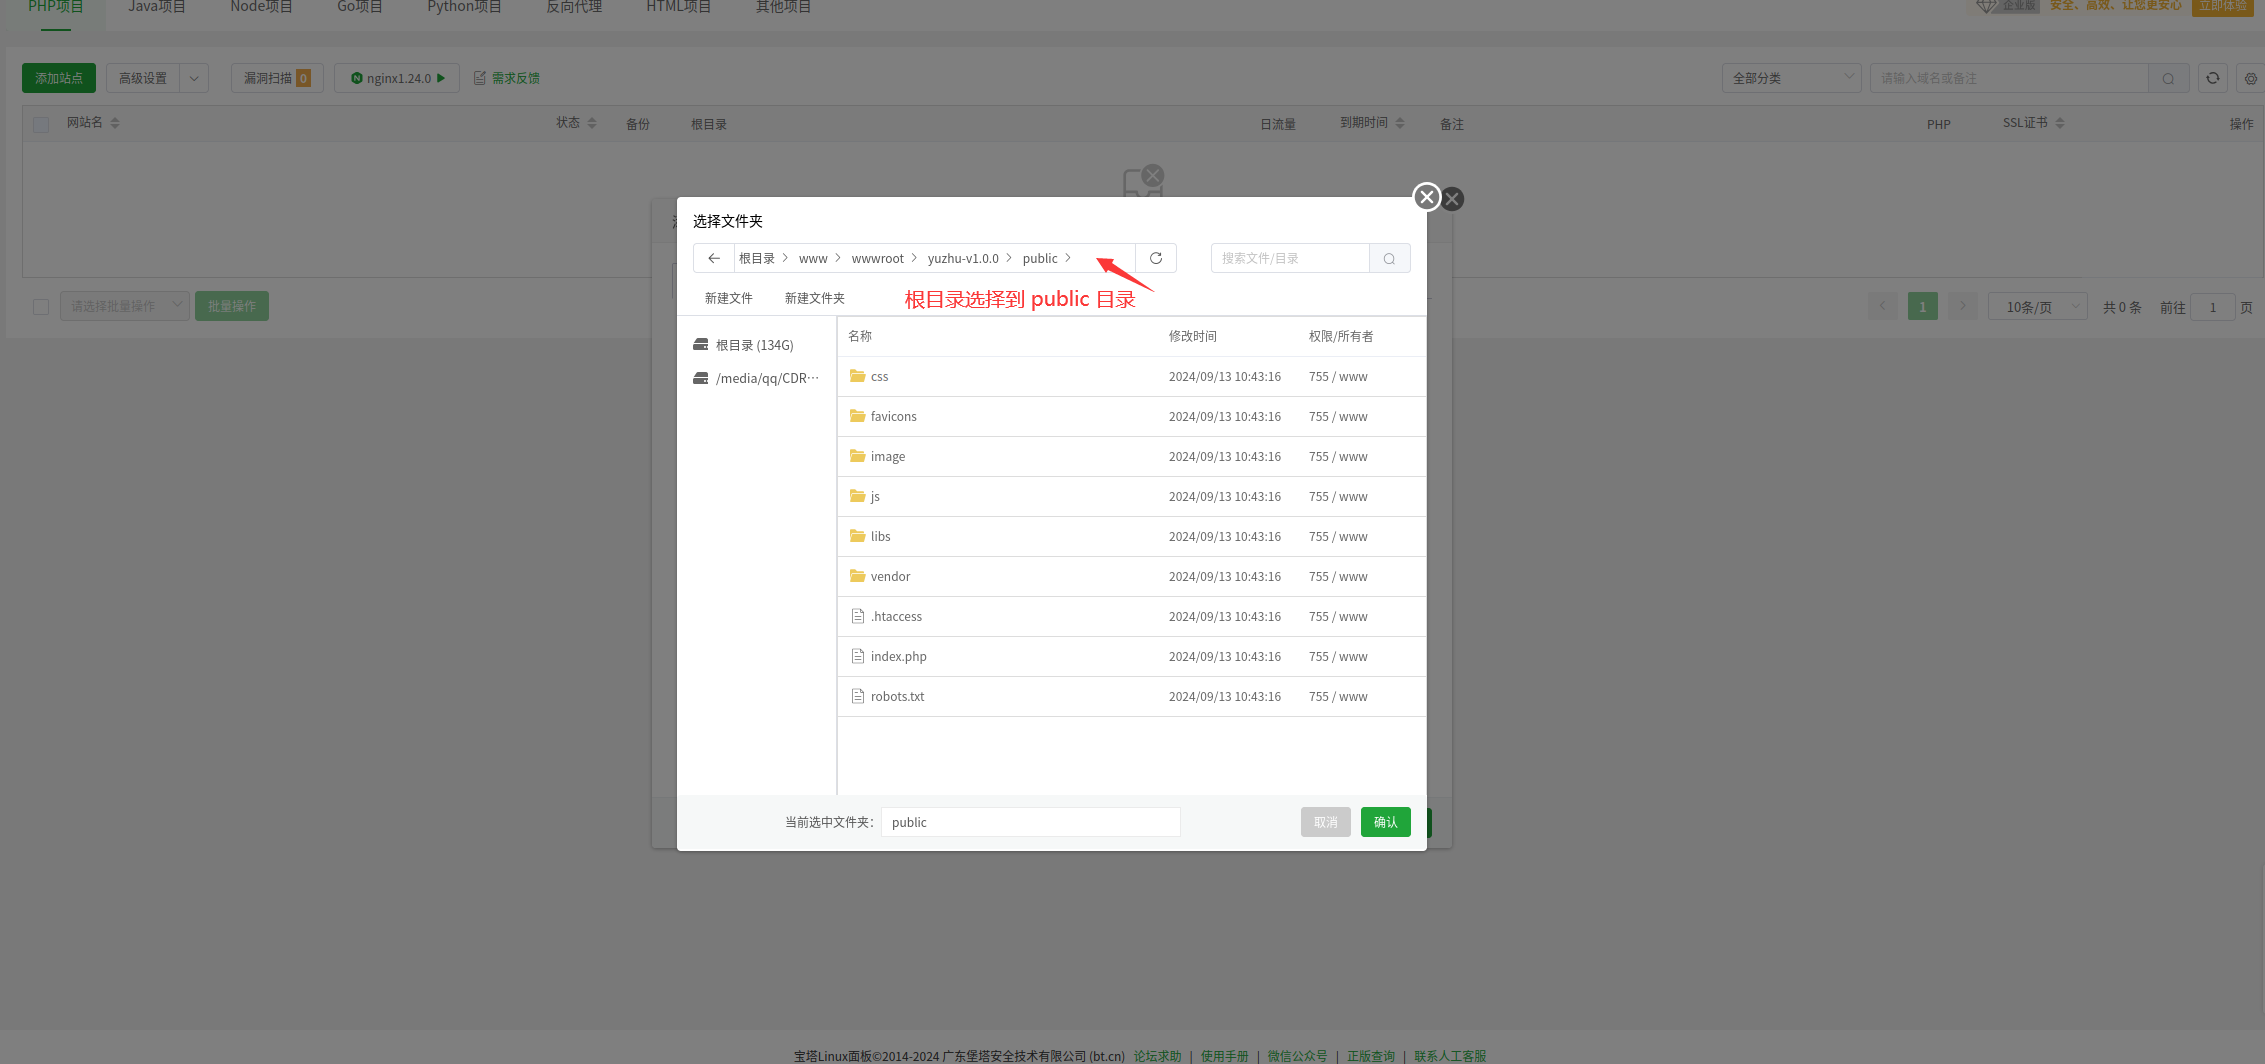 PHP项目 Java项目 Node项目 Go项目 Python项目 反向代理 HTML项目 其他项目 企业版 安全、高效、让您更安心 立即体验
添加站点 高级设置 漏洞扫描 0 nginx1.24.0 需求反馈 全部分类 请输入域名或备注
网站名 状态 备份 根目录 日流量 到期时间 备注 PHP SSL证书 操作
选择文件夹
根目录 > www > wwwroot > yuzhu-v1.0.0 > public > 搜索文件/目录
新建文件 新建文件夹 根目录选择到 public 目录
请选择批量操作 批量操作 1 10条/页 共 0 条 前往 1 页
名称 修改时间 权限/所有者
根目录 (134G)
/media/qq/CDR···
css 2024/09/13 10:43:16 755 / www
favicons 2024/09/13 10:43:16 755 / www
image 2024/09/13 10:43:16 755 / www
js 2024/09/13 10:43:16 755 / www
libs 2024/09/13 10:43:16 755 / www
vendor 2024/09/13 10:43:16 755 / www
.htaccess 2024/09/13 10:43:16 755 / www
index.php 2024/09/13 10:43:16 755 / www
robots.txt 2024/09/13 10:43:16 755 / www
当前选中文件夹： public 取消 确认
宝塔Linux面板©2014-2024 广东堡塔安全技术有限公司 (bt.cn) 论坛求助 | 使用手册 | 微信公众号 | 正版查询 | 联系人工客服